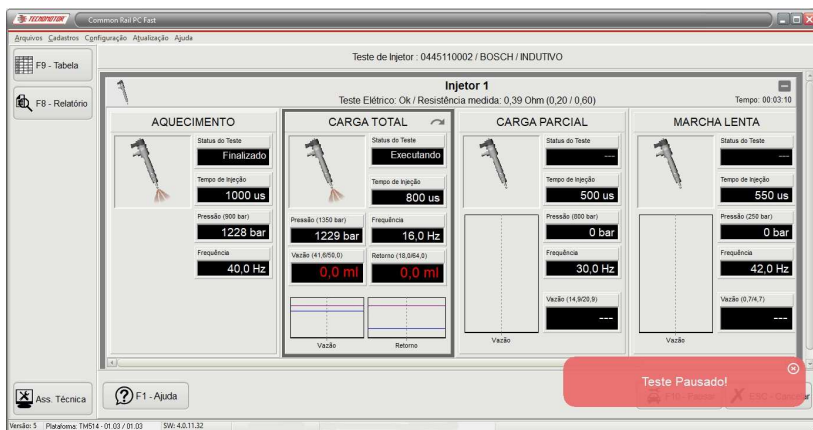 TECNOMOTOR Common Rail PC Fast
Arquivos Cadastros Configuração Atualização Ajuda
F9 - Tabela
F8 - Relatório
Teste de Injetor : 0445110002 / BOSCH / INDUTIVO
Injetor 1
Teste Elétrico: Ok / Resistência medida: 0,39 Ohm (0,20 / 0,60)
Tempo: 00:03:10
AQUECIMENTO
Status do Teste
Finalizado
Tempo de Injeção
1000 us
Pressão (900 bar)
1228 bar
Frequência
40,0 Hz
CARGA TOTAL
Status do Teste
Executando
Tempo de Injeção
800 us
Pressão (1350 bar)
1229 bar
Frequência
16,0 Hz
Vazão (41,6/50,0)
0,0 ml
Retorno (18,0/64,0)
0,0 ml
Vazão
Retorno
CARGA PARCIAL
Status do Teste
---
Tempo de Injeção
500 us
Pressão (800 bar)
0 bar
Frequência
30,0 Hz
Vazão (14,9/20,9)
---
Vazão
MARCHA LENTA
Status do Teste
---
Tempo de Injeção
550 us
Pressão (250 bar)
0 bar
Frequência
42,0 Hz
Vazão (0,7/4,7)
---
Vazão
Teste Pausado!
Ass. Técnica
F1 - Ajuda
ESC - Cancelar
Versão: 5 Plataforma: TM514 - 01.03 / 01.03 SW: 4.0.11.32